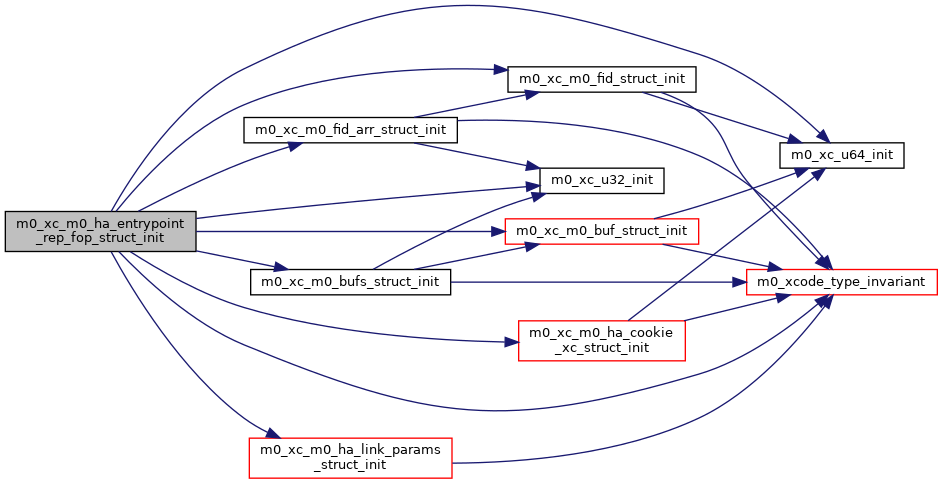 m0_xc_m0_fid_struct_init
m0_xc_m0_fid_arr_struct_init
m0_xc_u64_init
m0_xc_u32_init
m0_xc_m0_ha_entrypoint
_rep_fop_struct_init
m0_xc_m0_buf_struct_init
m0_xc_m0_bufs_struct_init
m0_xcode_type_invariant
m0_xc_m0_ha_cookie
_xc_struct_init
m0_xc_m0_ha_link_params
_struct_init